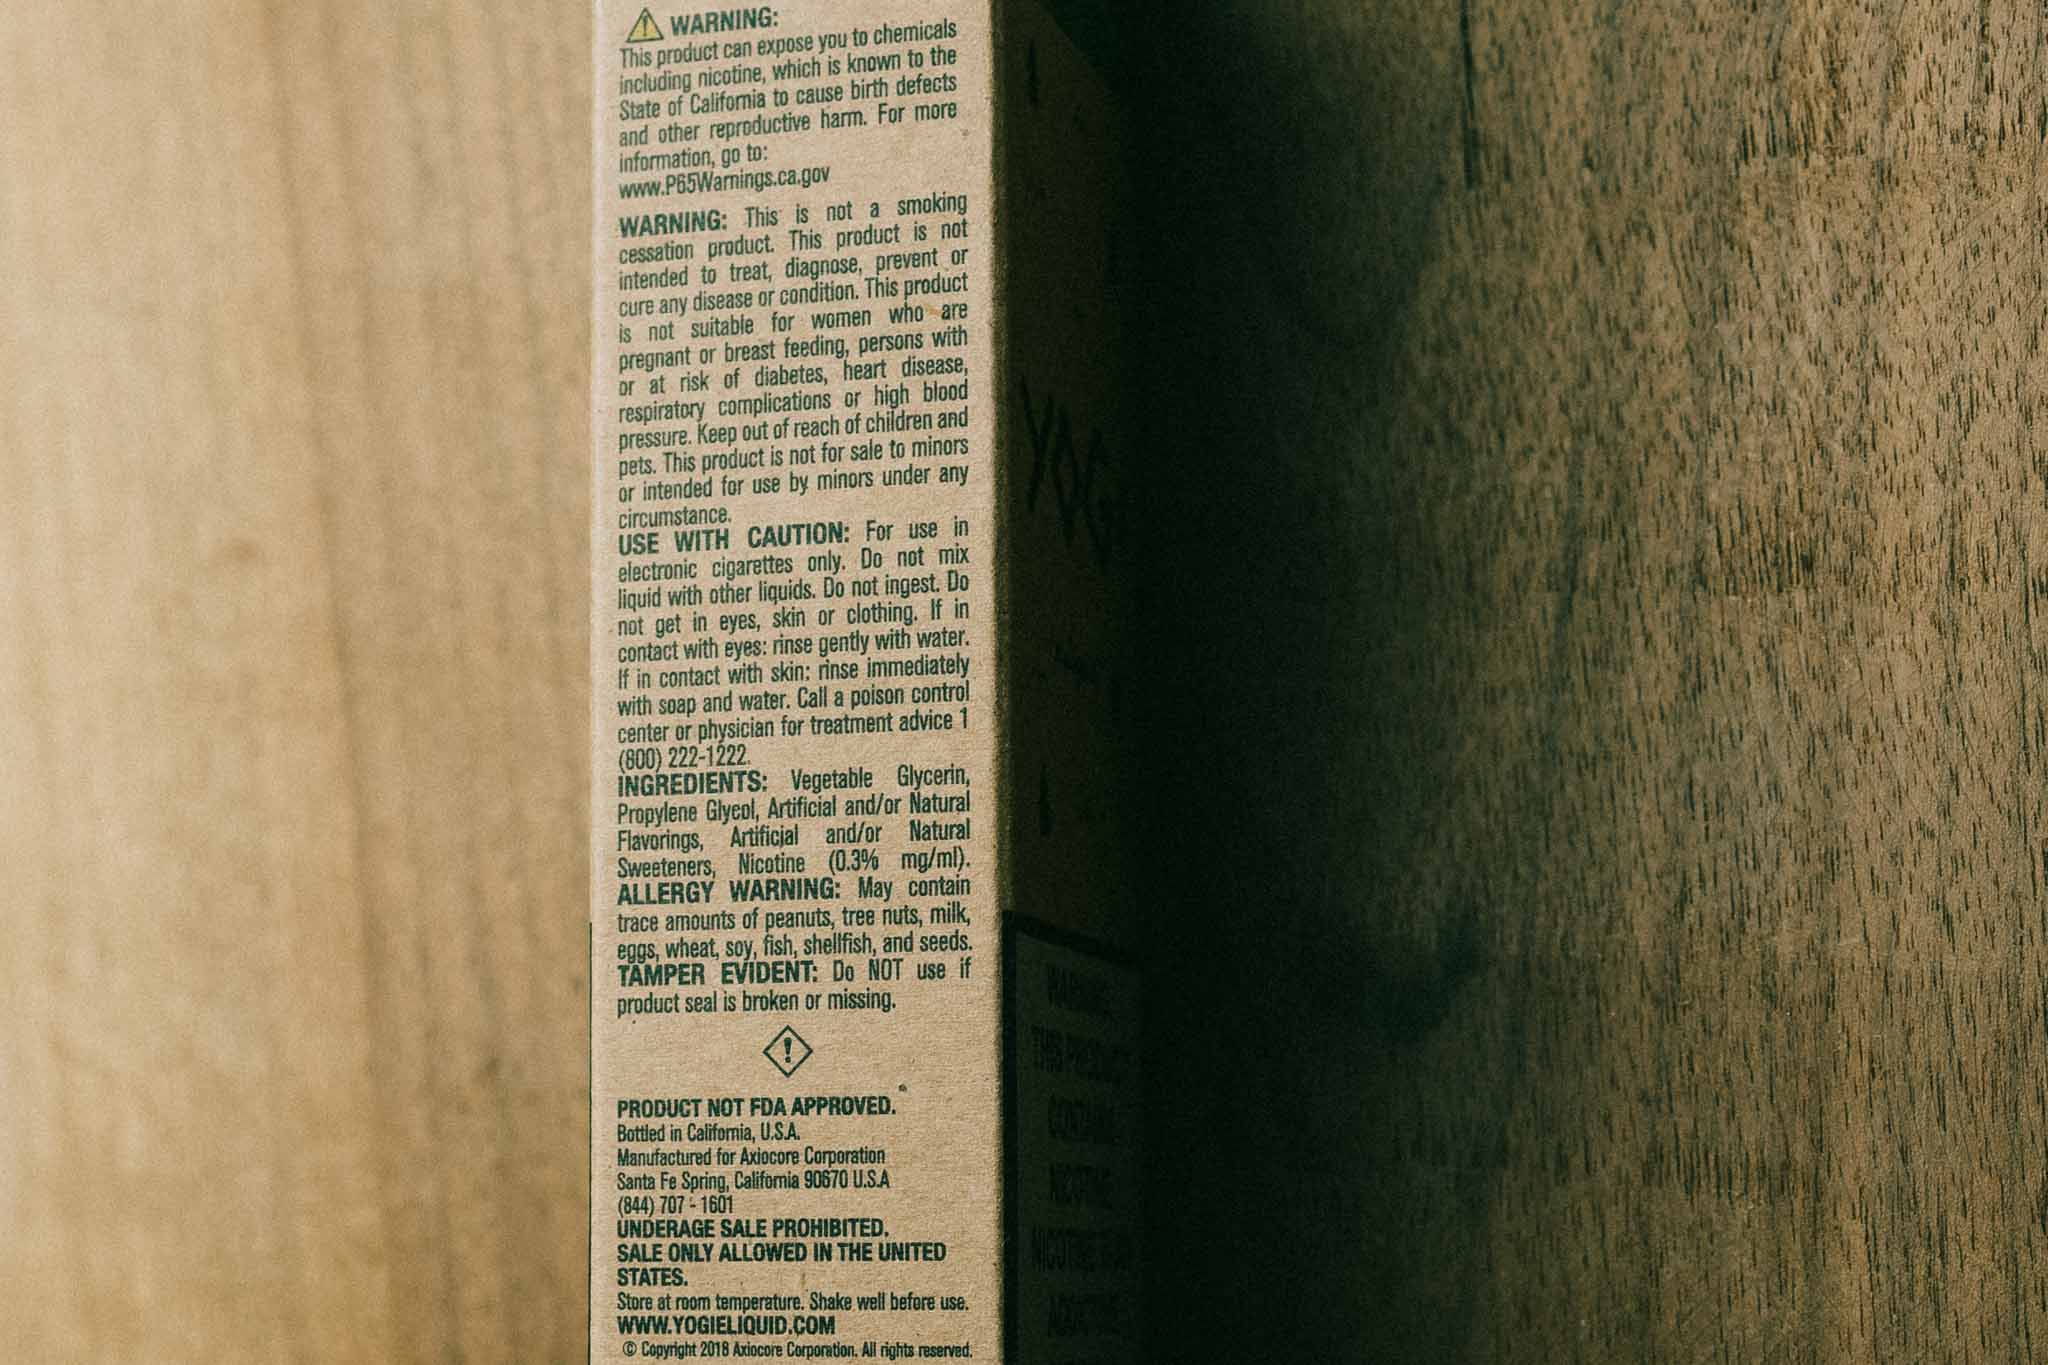 WARNING:
This product can expose you to chemicals
including nicotine, which is known to the
State of California to cause birth defects
and other reproductive harm. For more
information, go to:
www.P65Warnings.ca.gov
WARNING: This is not a smoking
cessation product. This product is not
intended to treat, diagnose, prevent or
cure any disease or condition. This product
is not suitable for women who are
pregnant or breast feeding, persons with
or at risk of diabetes, heart disease,
respiratory complications or high blood
pressure. Keep out of reach of children and
pets. This product is not for sale to minors
or intended for use by minors under any
circumstance.
USE WITH CAUTION: For use in
electronic cigarettes only. Do not mix
liquid with other liquids. Do not ingest. Do
not get in eyes, skin or clothing. If in
contact with eyes: rinse gently with water.
If in contact with skin: rinse immediately
with soap and water. Call a poison control
center or physician for treatment advice 1
(800) 222-1222.
INGREDIENTS: Vegetable Glycerin,
Propylene Glycol, Artificial and/or Natural
Flavorings, Artificial and/or Natural
Sweeteners, Nicotine (0.3% mg/ml).
ALLERGY WARNING: May contain
trace amounts of peanuts, tree nuts, milk,
eggs, wheat, soy, fish, shellfish, and seeds.
TAMPER EVIDENT: Do NOT use if
product seal is broken or missing.
PRODUCT NOT FDA APPROVED.
Bottled in California, U.S.A.
Manufactured for Axiocore Corporation
Santa Fe Spring, California 90670 U.S.A
(844) 707 - 1601
UNDERAGE SALE PROHIBITED.
SALE ONLY ALLOWED IN THE UNITED
STATES.
Store at room temperature. Shake well before use.
WWW.YOGIELIQUID.COM
© Copyright 2018 Axiocore Corporation. All rights reserved.